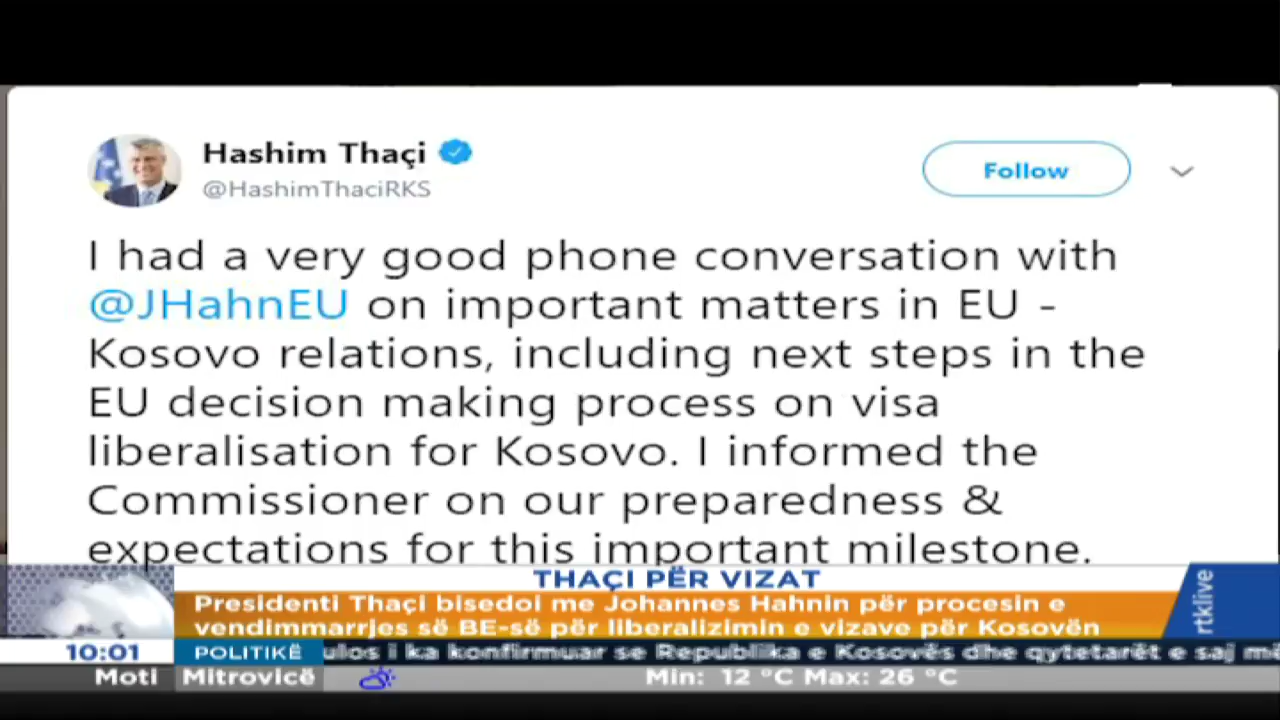 Hashim Thaçi
@HashimThaciRKS
Follow
I had a very good phone conversation with
@JHahnEU on important matters in EU -
Kosovo relations, including next steps in the
EU decision making process on visa
liberalisation for Kosovo. I informed the
Commissioner on our preparedness &
expectations for this important milestone.
THAÇI PËR VIZAT
Presidenti Thaçi bisedoi me Johannes Hahnin për procesin e
vendimmarrjes së BE-së për liberalizimin e vizave për Kosovën
rtklive
10:01 POLITIKË ulos i ka konfirmuar se Republika e Kosovës dhe qytetarët e saj më
Moti Mitrovicë Min: 12 °C Max: 26 °C